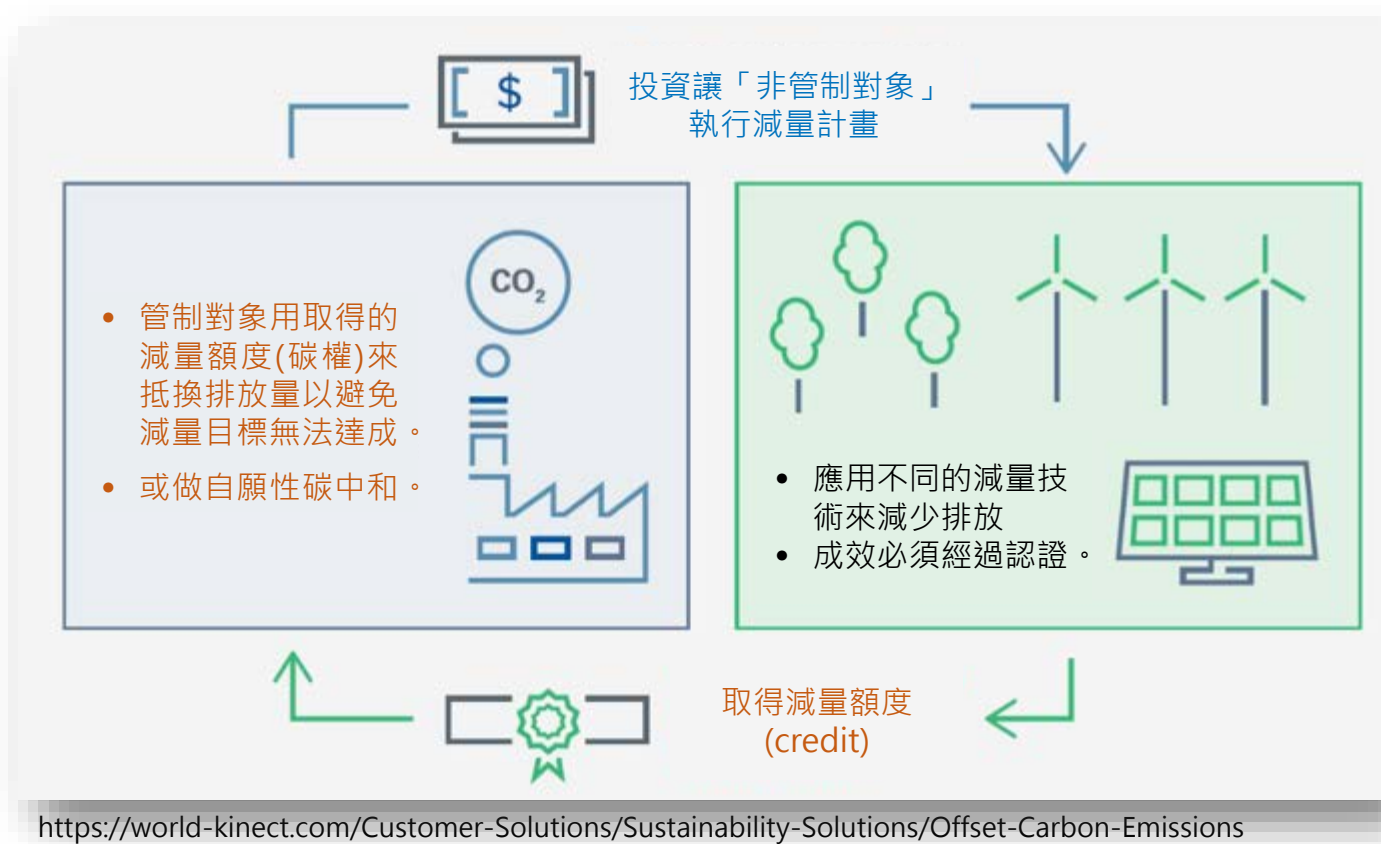 $
投資讓「非管制對象」
執行減量計畫
CO2
• 管制對象用取得的
減量額度(碳權)來
抵換排放量以避免
減量目標無法達成。
• 或做自願性碳中和。
• 應用不同的減量技
術來減少排放
• 成效必須經過認證。
取得減量額度
(credit)
https://world-kinect.com/Customer-Solutions/Sustainability-Solutions/Offset-Carbon-Emissions